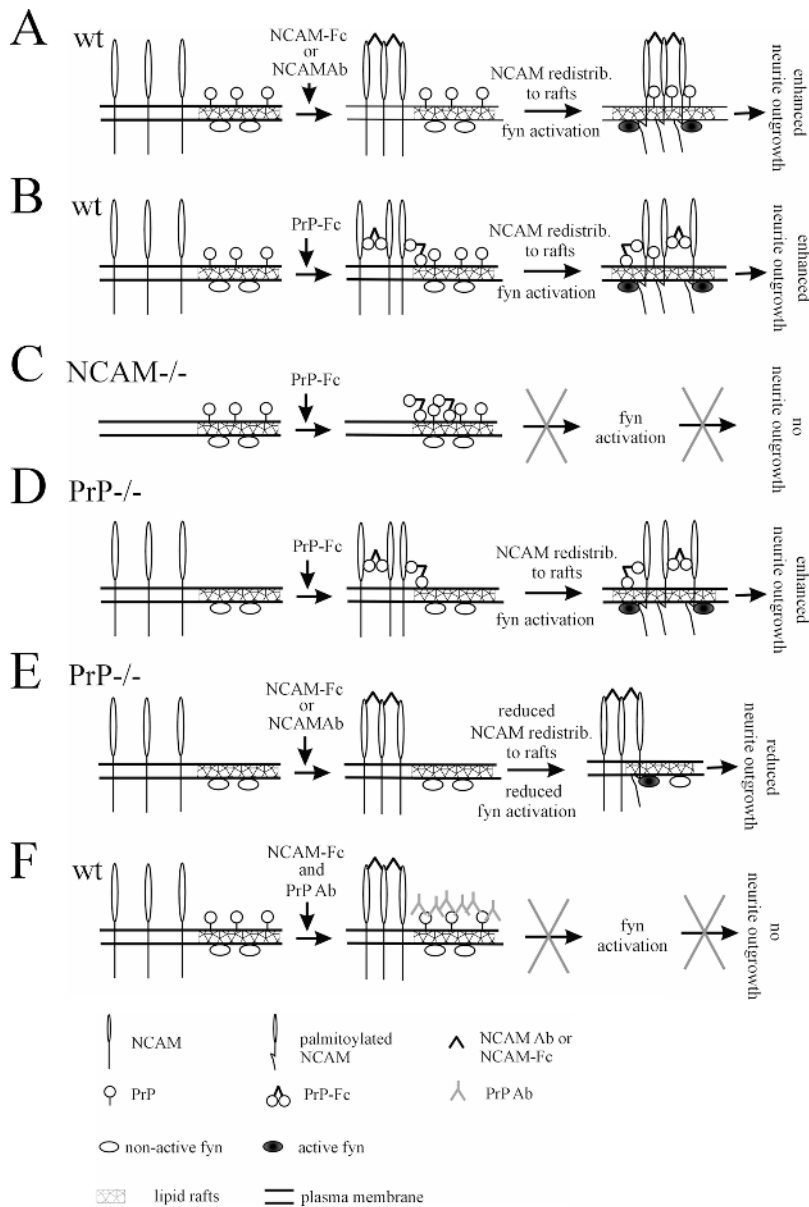 A
wt
NCAM-Fc
or
NCAMAb
NCAM redistrib.
to rafts
fyn activation
enhanced
neurite outgrowth
B
wt
PrP-Fc
NCAM redistrib.
to rafts
fyn activation
enhanced
neurite outgrowth
C
NCAM-/-
PrP-Fc
fyn
activation
no
neurite outgrowth
D
PrP-/-
PrP-Fc
NCAM redistrib.
to rafts
fyn activation
enhanced
neurite outgrowth
E
PrP-/-
NCAM-Fc
or
NCAMAb
reduced
NCAM redistrib.
to rafts
reduced
fyn activation
reduced
neurite outgrowth
F
wt
NCAM-Fc
and
PrP Ab
fyn
activation
no
neurite outgrowth
NCAM
palmitoylated
NCAM
NCAM Ab or
NCAM-Fc
PrP
PrP-Fc
PrP Ab
non-active fyn
active fyn
lipid rafts
plasma membrane